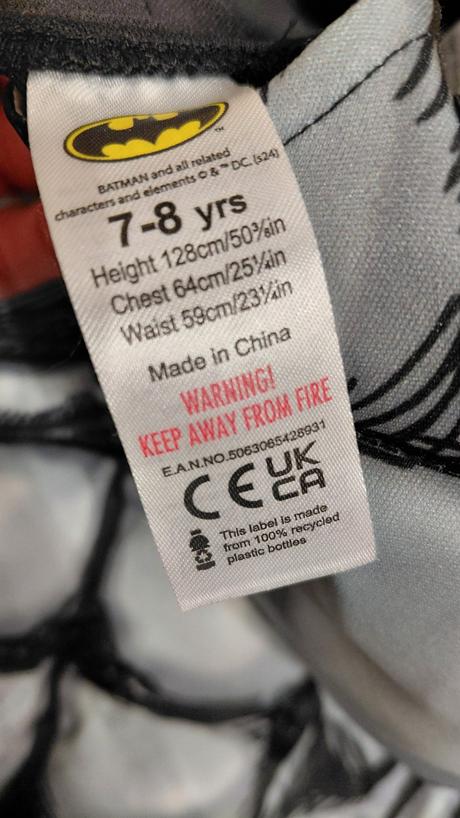 ™
BATMAN and all related
characters and elements © & ™ DC. (s24)
7-8 yrs
Height 128cm/50⅜in
Chest 64cm/25¼in
Waist 59cm/23¼in
Made in China
WARNING!
KEEP AWAY FROM FIRE
E.A.N.NO.5063065428931
CE UK
CA
This label is made
from 100% recycled
plastic bottles